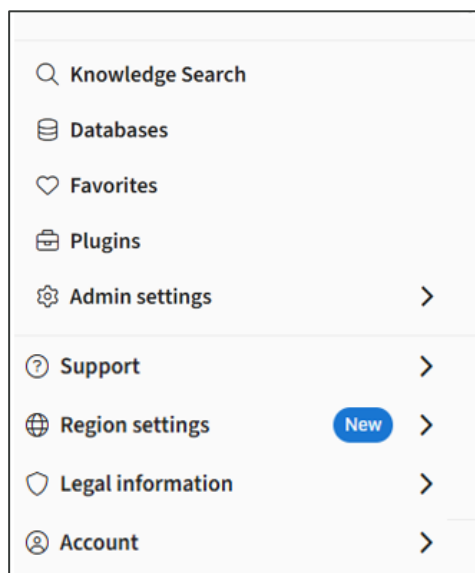 Knowledge Search
Databases
Favorites
Plugins
Admin settings
Support
Region settings New
Legal information
Account